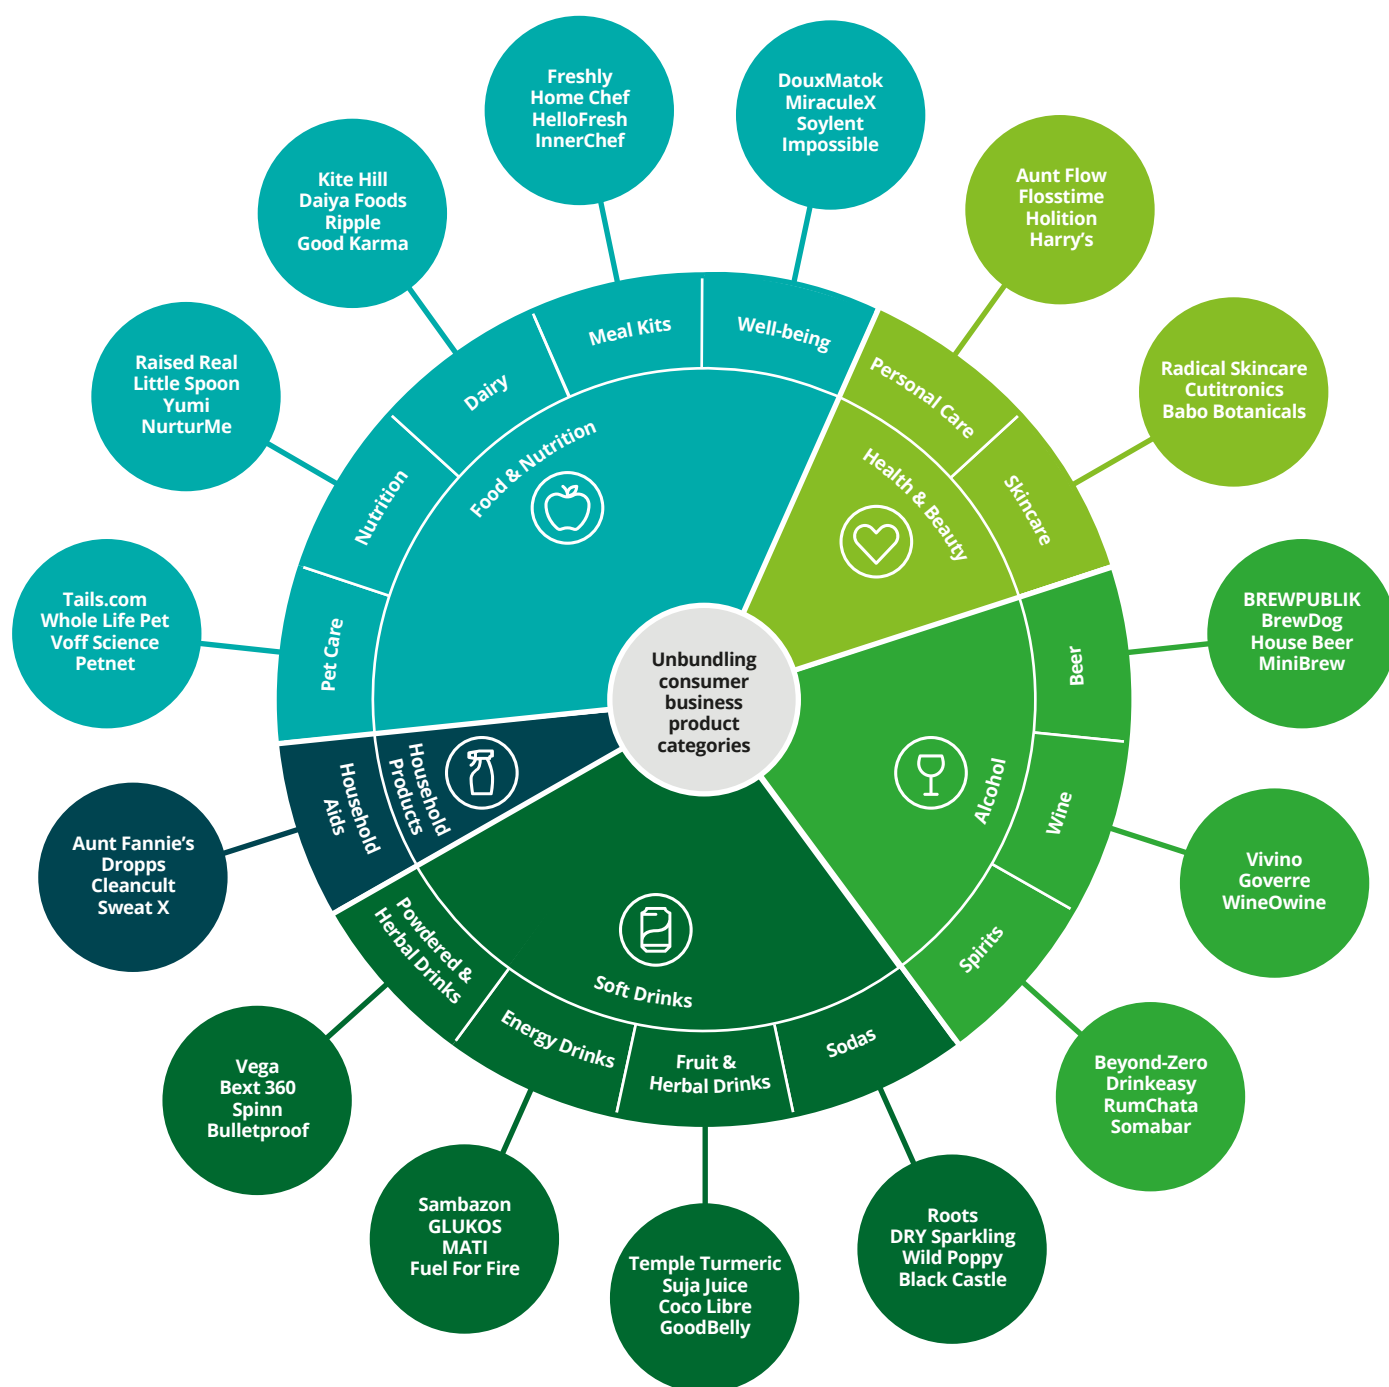 Unbundling
consumer
business
product
categories
Food & Nutrition
Pet Care
Tails.com
Whole Life Pet
Voff Science
Petnet
Nutrition
Raised Real
Little Spoon
Yumi
NurturMe
Dairy
Kite Hill
Daiya Foods
Ripple
Good Karma
Meal Kits
Freshly
Home Chef
HelloFresh
InnerChef
Well-being
DouxMatok
MiraculeX
Soylent
Impossible
Health & Beauty
Personal Care
Aunt Flow
Flosstime
Holition
Harry’s
Skincare
Radical Skincare
Cutitronics
Babo Botanicals
Alcohol
Beer
BREWPUBLIK
BrewDog
House Beer
MiniBrew
Wine
Vivino
Goverre
WineOwine
Spirits
Beyond-Zero
Drinkeasy
RumChata
Somabar
Soft Drinks
Sodas
Roots
DRY Sparkling
Wild Poppy
Black Castle
Fruit &
Herbal Drinks
Temple Turmeric
Suja Juice
Coco Libre
GoodBelly
Energy Drinks
Sambazon
GLUKOS
MATI
Fuel For Fire
Powdered &
Herbal Drinks
Vega
Bext 360
Spinn
Bulletproof
Household
Products
Household
Aids
Aunt Fannie’s
Dropps
Cleancult
Sweat X